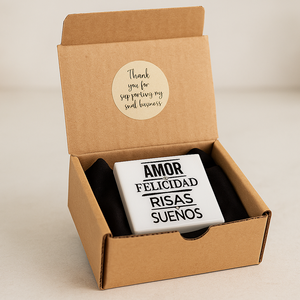 Thank
you for
supporting my
small business
AMOR
FELICIDAD
RISAS
SUEÑOS